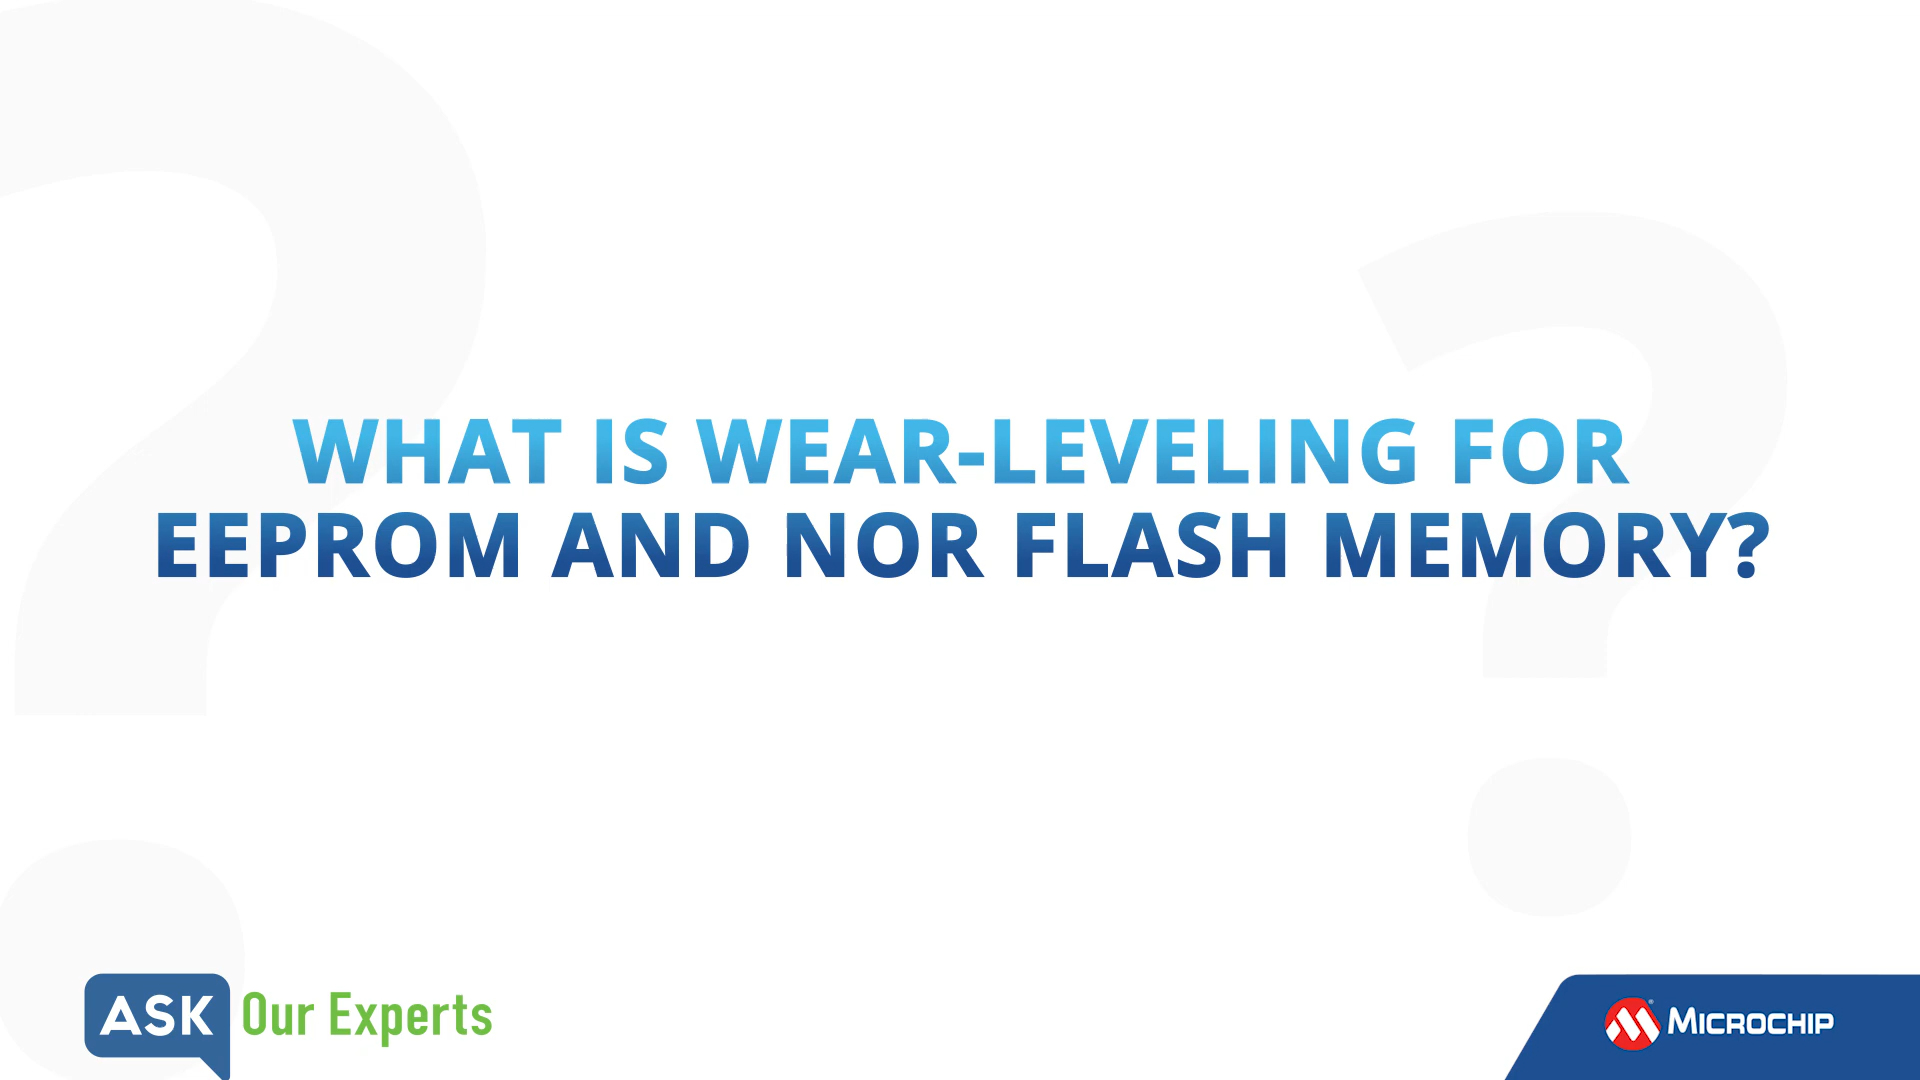 WHAT IS WEAR-LEVELING FOR
EEPROM AND NOR FLASH MEMORY?
ASK Our Experts
MICROCHIP